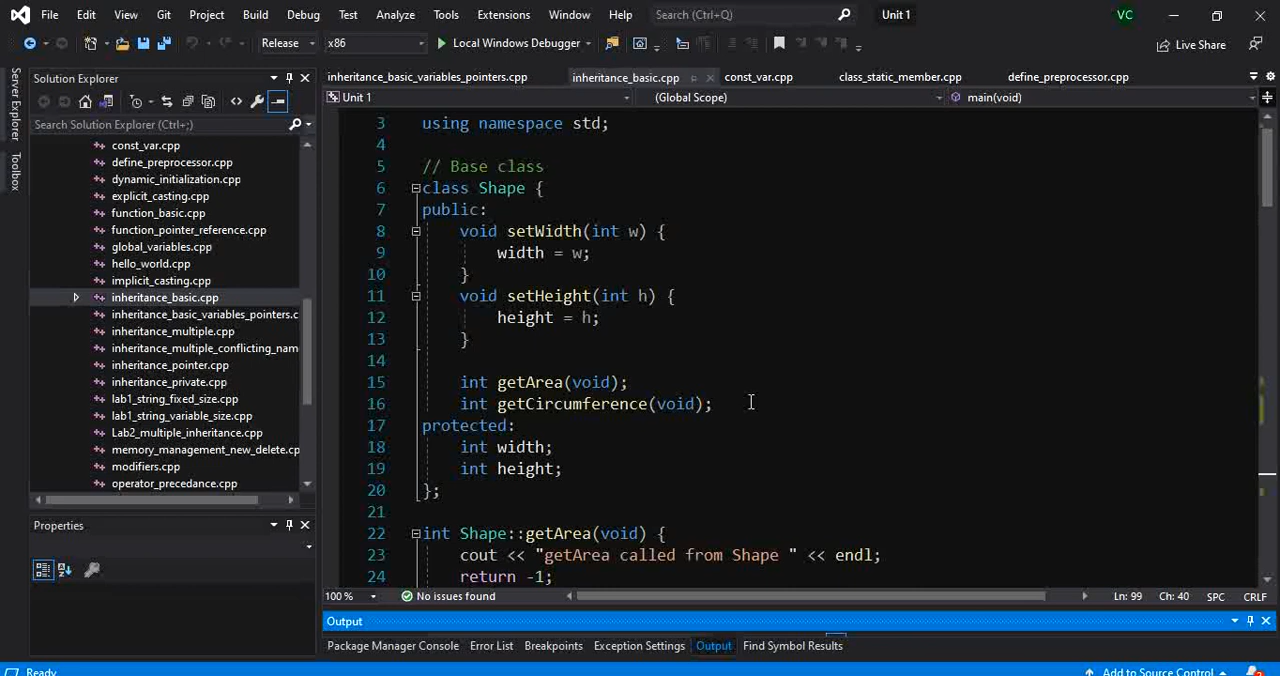 File Edit View Git Project Build Debug Test Analyze Tools Extensions Window Help Search (Ctrl+Q) Unit 1 VC
Release x86 Local Windows Debugger Live Share
Server Explorer
Toolbox
Solution Explorer
Search Solution Explorer (Ctrl+;)
const_var.cpp
define_preprocessor.cpp
dynamic_initialization.cpp
explicit_casting.cpp
function_basic.cpp
function_pointer_reference.cpp
global_variables.cpp
hello_world.cpp
implicit_casting.cpp
inheritance_basic.cpp
inheritance_basic_variables_pointers.c
inheritance_multiple.cpp
inheritance_multiple_conflicting_nam
inheritance_pointer.cpp
inheritance_private.cpp
lab1_string_fixed_size.cpp
lab1_string_variable_size.cpp
Lab2_multiple_inheritance.cpp
memory_management_new_delete.cpp
modifiers.cpp
operator_precedance.cpp
Properties
inheritance_basic_variables_pointers.cpp inheritance_basic.cpp const_var.cpp class_static_member.cpp define_preprocessor.cpp
Unit 1 (Global Scope) main(void)
3 using namespace std;
4
5 // Base class
6 class Shape {
7 public:
8 void setWidth(int w) {
9 width = w;
10 }
11 void setHeight(int h) {
12 height = h;
13 }
14
15 int getArea(void);
16 int getCircumference(void);
17 protected:
18 int width;
19 int height;
20 };
21
22 int Shape::getArea(void) {
23 cout << "getArea called from Shape " << endl;
24 return -1;
100 % No issues found Ln: 99 Ch: 40 SPC CRLF
Output
Package Manager Console Error List Breakpoints Exception Settings Output Find Symbol Results
Ready Add to Source Control